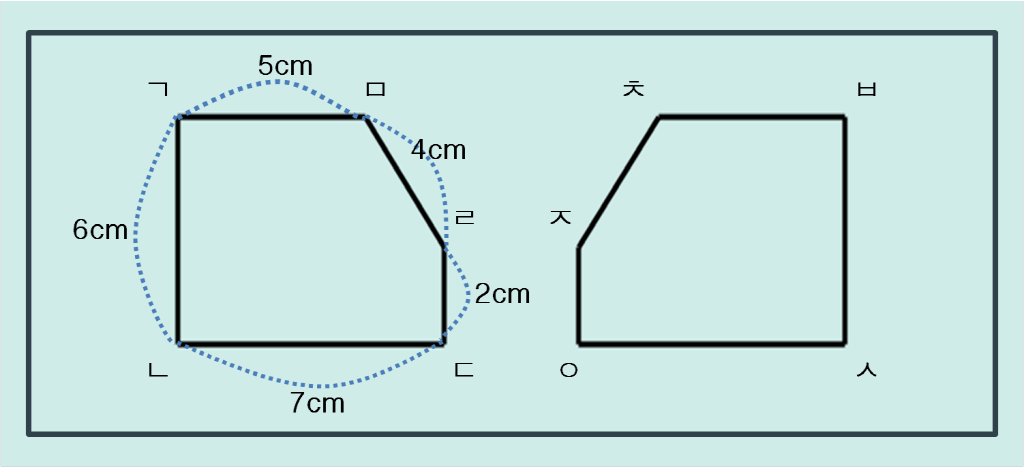 5cm
ㄱ ㅁ ㅊ ㅂ
4cm
ㄹ ㅈ
6cm
2cm
ㄴ ㄷ ㅇ ㅅ
7cm